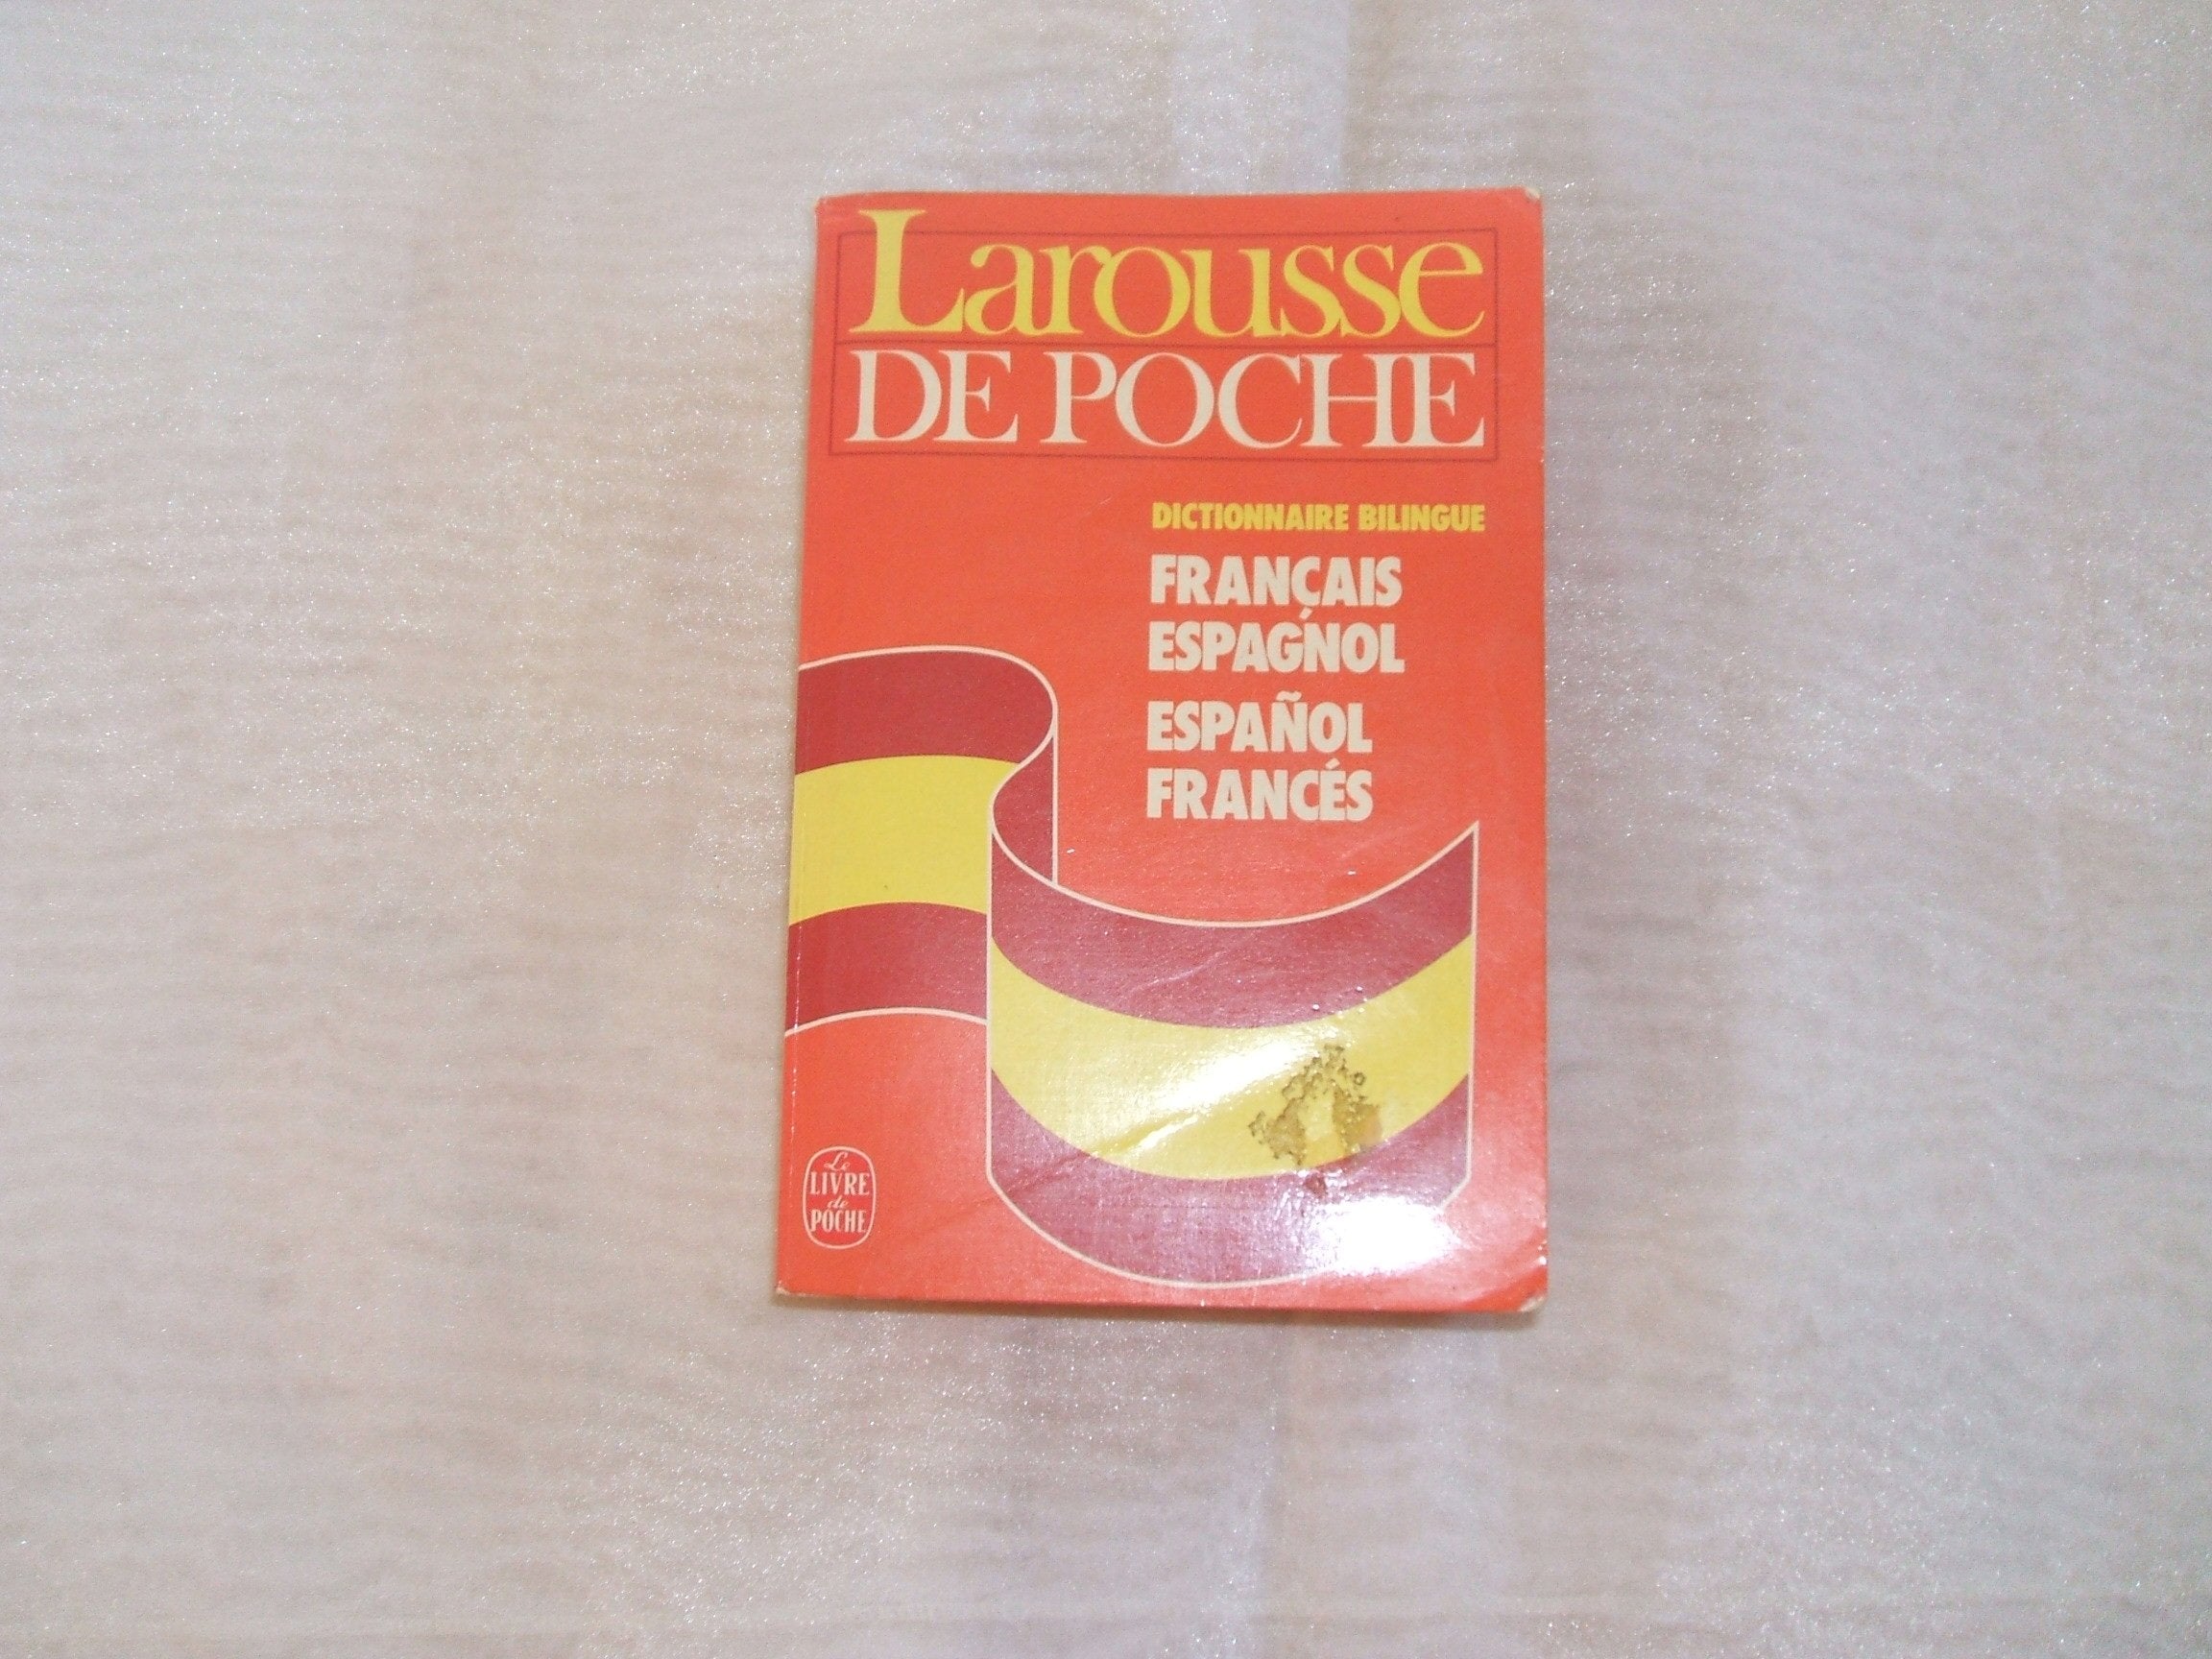 Larousse
DE POCHE
DICTIONNAIRE BILINGUE
FRANÇAIS
ESPAGNOL
ESPAÑOL
FRANCÉS
Le
LIVRE
de
POCHE